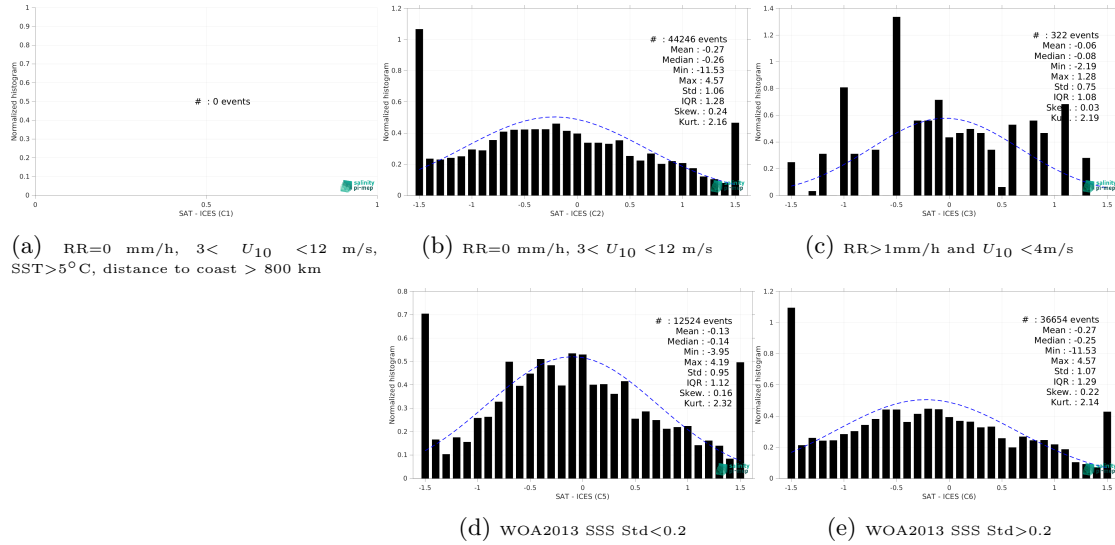 1
0.9
0.8
0.7
0.6
0.5
0.4
0.3
0.2
0.1
0
Normalized histogram
# : 0 events
0 0.5 1
SAT - ICES (C1)
salinity
pi-mep
(a) RR=0 mm/h, 3< U10 <12 m/s,
SST>5°C, distance to coast > 800 km
1.2
1
0.8
0.6
0.4
0.2
0
Normalized histogram
# : 44246 events
Mean : -0.27
Median : -0.26
Min : -11.53
Max : 4.57
Std : 1.06
IQR : 1.28
Skew. : 0.24
Kurt. : 2.16
-1.5 -1 -0.5 0 0.5 1 1.5
SAT - ICES (C2)
salinity
pi-mep
(b) RR=0 mm/h, 3< U10 <12 m/s
1.4
1.2
1
0.8
0.6
0.4
0.2
0
Normalized histogram
# : 322 events
Mean : -0.06
Median : -0.08
Min : -2.19
Max : 1.28
Std : 0.75
IQR : 1.08
Skew. : 0.03
Kurt. : 2.19
-1.5 -1 -0.5 0 0.5 1 1.5
SAT - ICES (C3)
salinity
pi-mep
(c) RR>1mm/h and U10 <4m/s
0.8
0.7
0.6
0.5
0.4
0.3
0.2
0.1
0
Normalized histogram
# : 12524 events
Mean : -0.13
Median : -0.14
Min : -3.95
Max : 4.19
Std : 0.95
IQR : 1.12
Skew. : 0.16
Kurt. : 2.32
-1.5 -1 -0.5 0 0.5 1 1.5
SAT - ICES (C5)
salinity
pi-mep
(d) WOA2013 SSS Std<0.2
1.2
1
0.8
0.6
0.4
0.2
0
Normalized histogram
# : 36654 events
Mean : -0.27
Median : -0.25
Min : -11.53
Max : 4.57
Std : 1.07
IQR : 1.29
Skew. : 0.22
Kurt. : 2.14
-1.5 -1 -0.5 0 0.5 1 1.5
SAT - ICES (C6)
salinity
pi-mep
(e) WOA2013 SSS Std>0.2